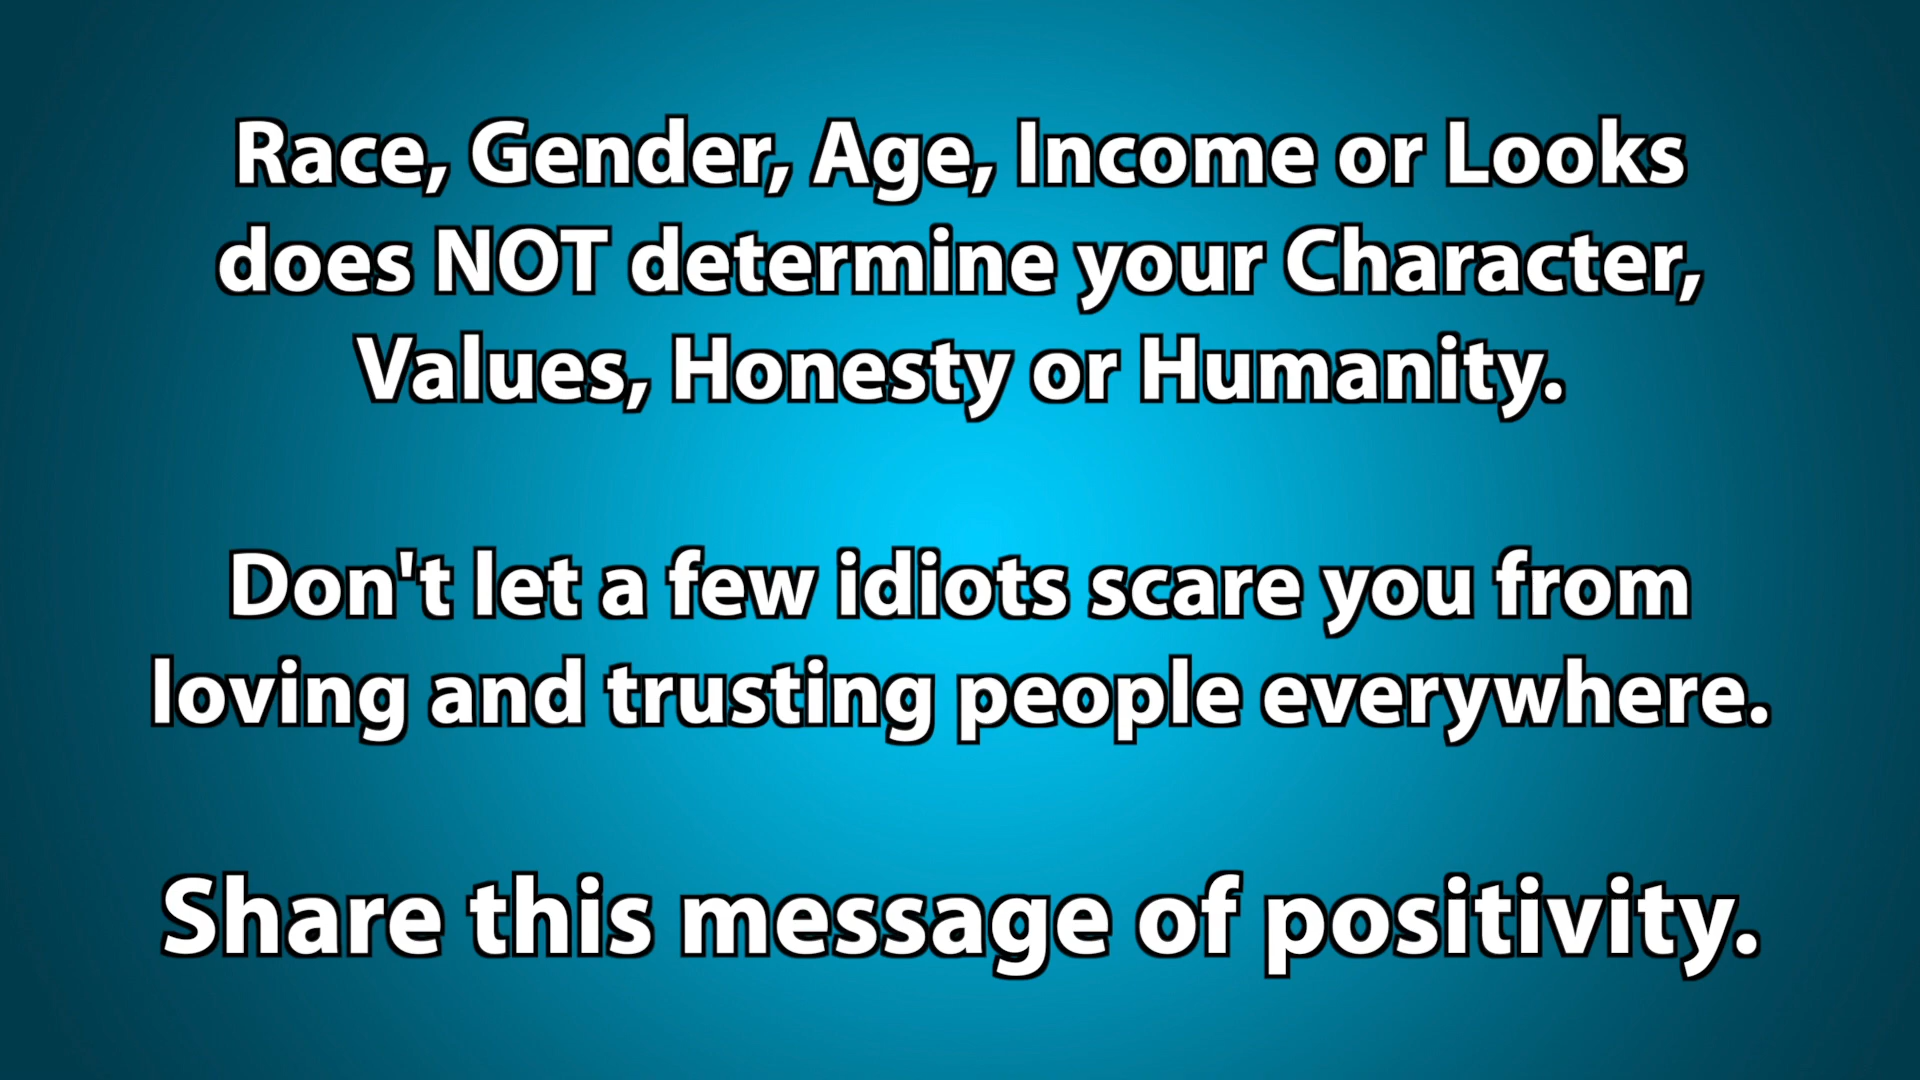 Race, Gender, Age, Income or Looks
does NOT determine your Character,
Values, Honesty or Humanity.
Don't let a few idiots scare you from
loving and trusting people everywhere.
Share this message of positivity.